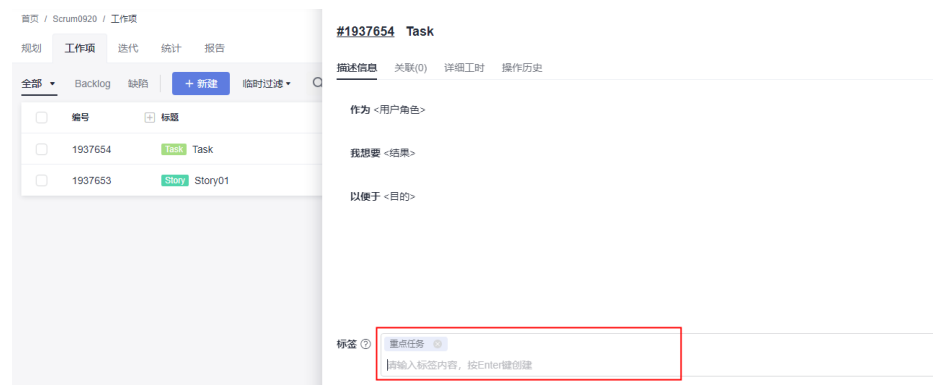 首页 / Scrum0920 / 工作项
规划 工作项 迭代 统计 报告
全部 Backlog 缺陷 + 新建 临时过滤
编号 标题
1937654 Task Task
1937653 Story Story01
#1937654 Task
描述信息 关联(0) 详细工时 操作历史
作为 <用户角色>
我想要 <结果>
以便于 <目的>
标签 ?
重点任务
请输入标签内容，按Enter键创建